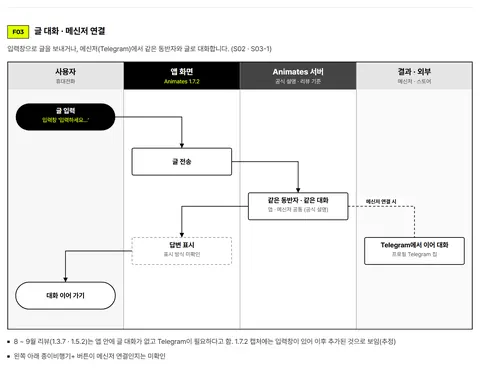 F03 글 대화 · 메신저 연결
입력창으로 글을 보내거나, 메신저(Telegram)에서 같은 동반자와 글로 대화합니다. (S02 · S03-1)
사용자 앱 화면 Animates 서버 결과 · 외부
휴대전화 Animates 1.7.2 공식 설명 · 리뷰 기준 메신저 · 스토어
글 입력
입력창 '입력하세요...'
글 전송
같은 동반자 · 같은 대화
앱 · 메신저 공통 (공식 설명)
메신저 연결 시
답변 표시
표시 방식 미확인
Telegram에서 이어 대화
프로필 Telegram 칩
대화 이어 가기
▪ 8 ~ 9월 리뷰(1.3.7 · 1.5.2)는 앱 안에 글 대화가 없고 Telegram이 필요하다고 함. 1.7.2 캡처에는 입력창이 있어 이후 추가된 것으로 보임(추정)
▪ 왼쪽 아래 종이비행기+ 버튼이 메신저 연결인지는 미확인